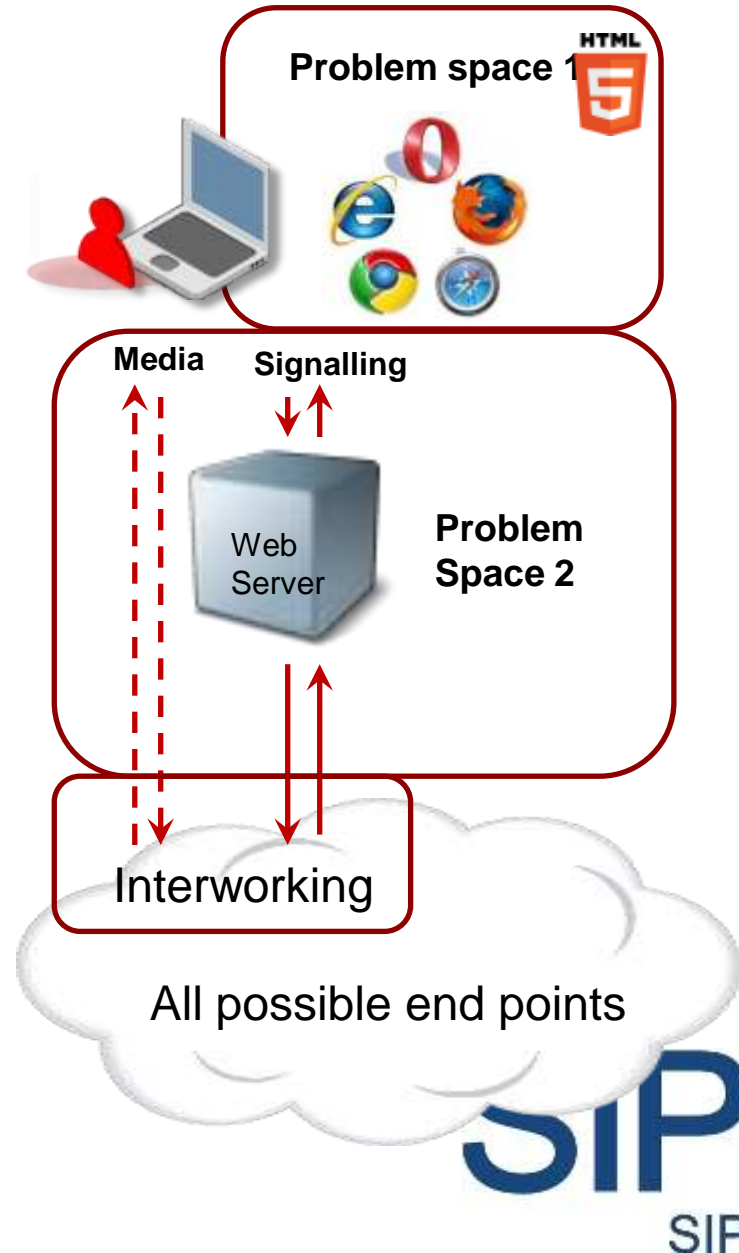 HTML
Problem space 1
5
Media Signalling
Web
Server
Problem
Space 2
Interworking
All possible end points
SIP
SIP